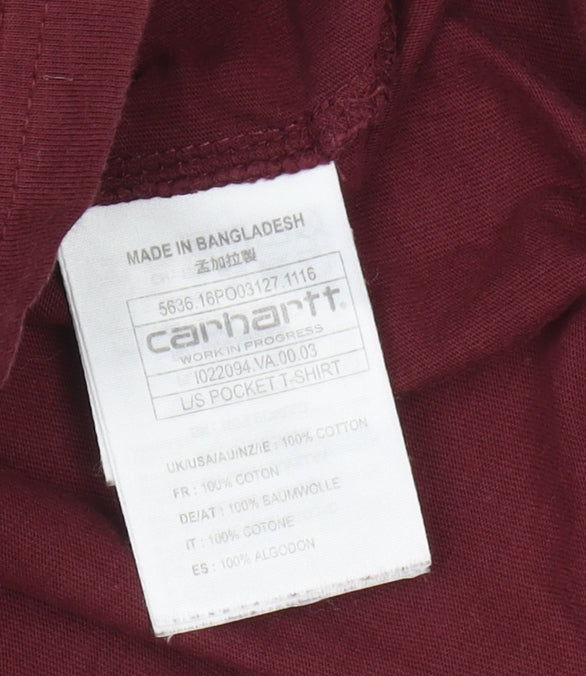 MADE IN BANGLADESH
孟加拉製
5636.16PO03127.1116
carhartt.
WORK IN PROGRESS
I022094.VA.00.03
L/S POCKET T-SHIRT
UK/USA/AU/NZ/IE : 100% COTTON
FR : 100% COTON
DE/AT : 100% BAUMWOLLE
IT : 100% COTONE
ES : 100% ALGODON